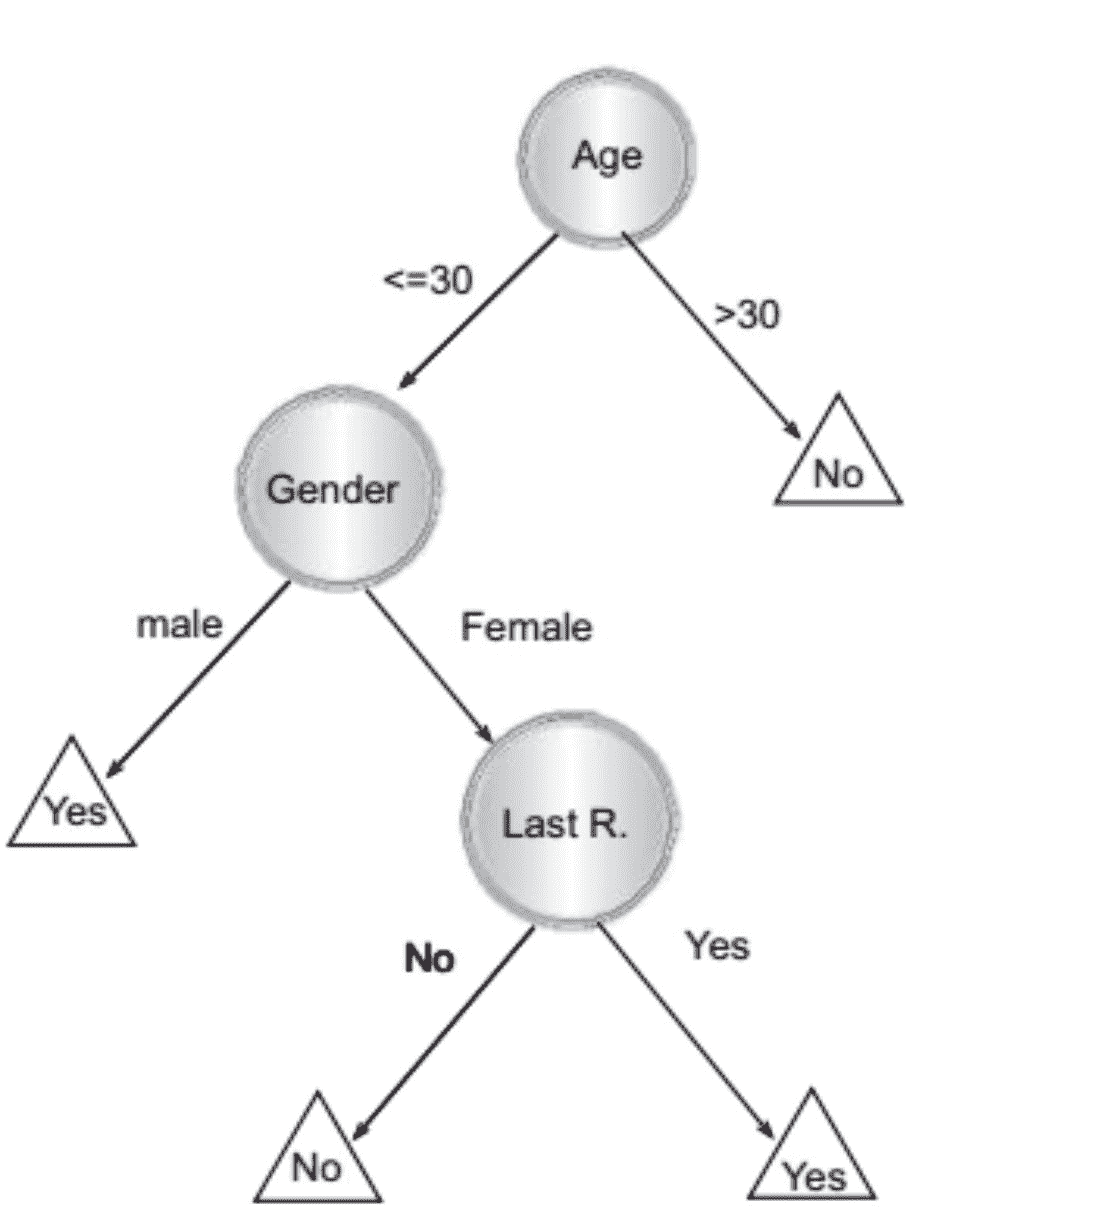 Age
<=30
>30
Gender
No
male
Female
Yes
Last R.
No
Yes
No
Yes